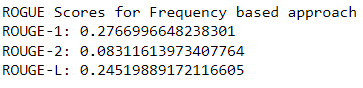 ROGUE Scores for Frequency based approach
ROUGE-1: 0.2766996648238301
ROUGE-2: 0.08311613973407764
ROUGE-L: 0.24519889172116605